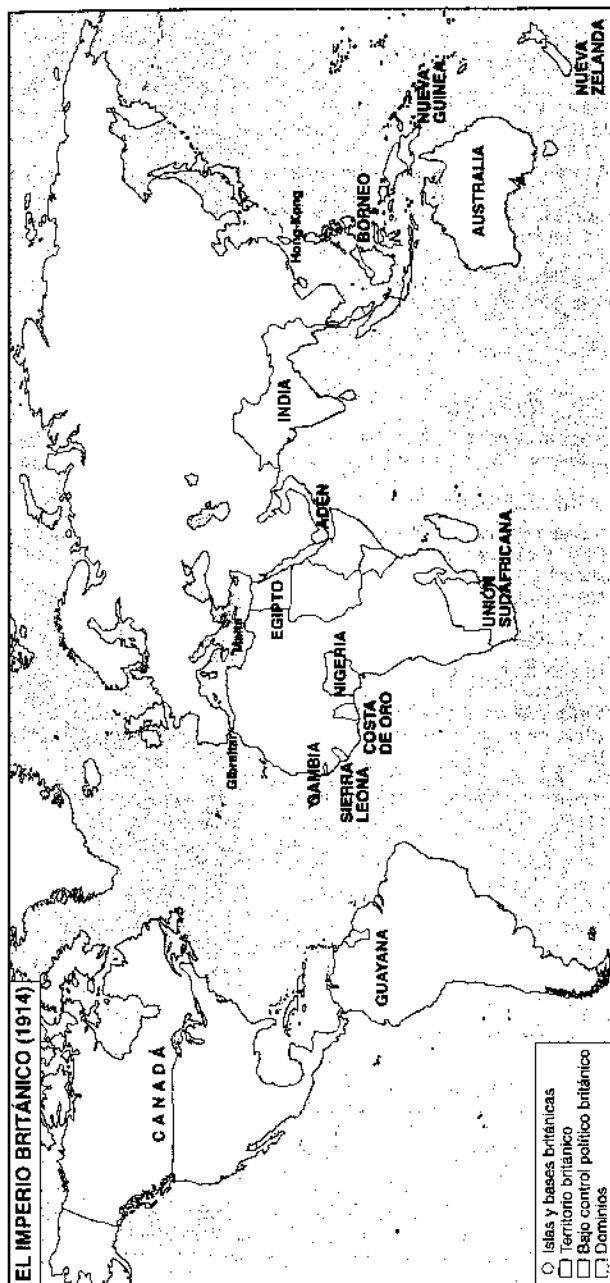 EL IMPERIO BRITÁNICO (1914)
CANADÁ
GUAYANA
Gibraltar
Malta
EGIPTO
ADÉN
GAMBIA
SIERRA
LEONA
COSTA
DE ORO
NIGERIA
UNIÓN
SUDAFRICANA
INDIA
Hong-Kong
BORNEO
NUEVA
GUINEA
AUSTRALIA
NUEVA
ZELANDA
Islas y bases británicas
Territorio británico
Bajo control político británico
Dominios